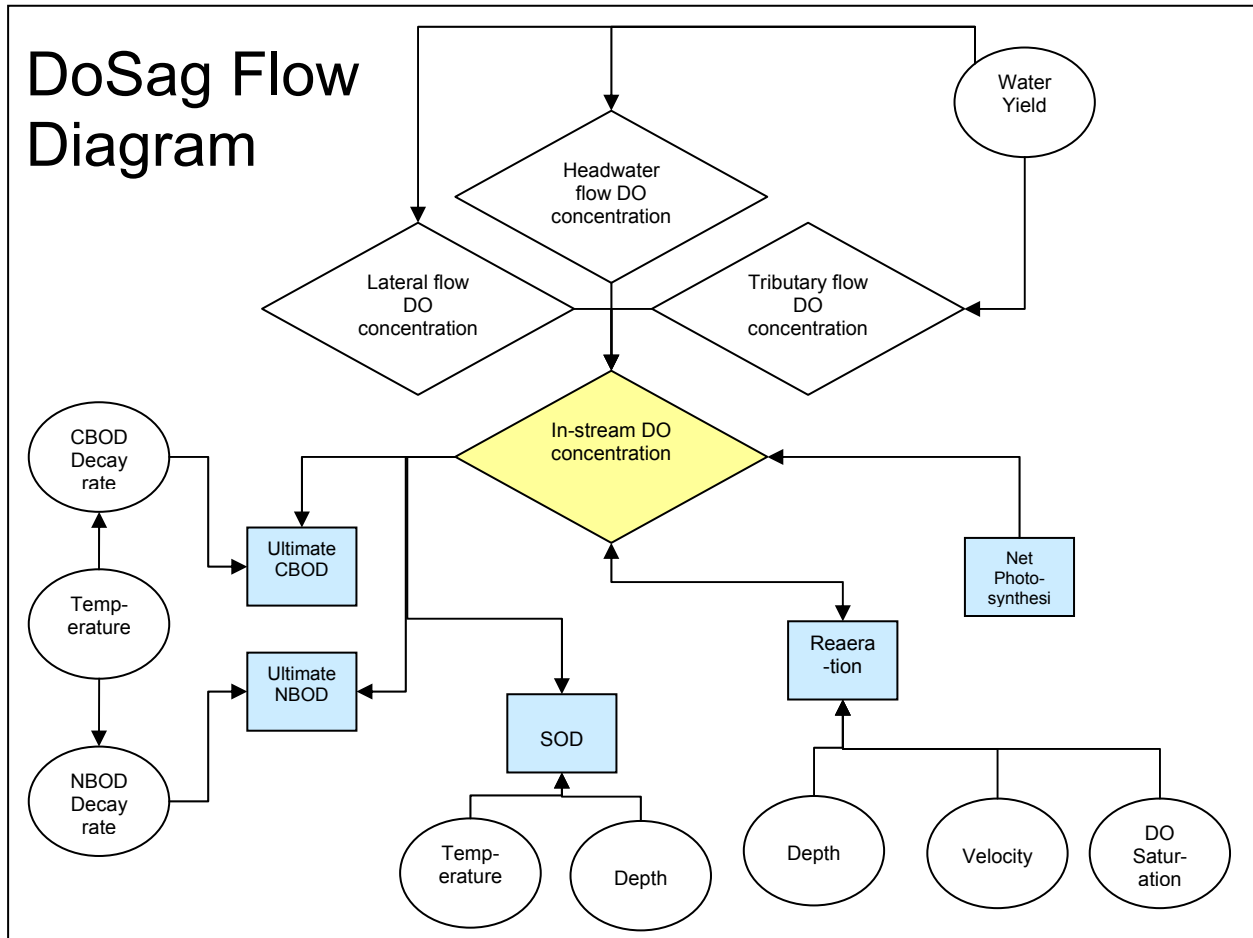 DoSag Flow
Diagram
Water
Yield
Headwater
flow DO
concentration
Lateral flow
DO
concentration
Tributary flow
DO
concentration
In-stream DO
concentration
CBOD
Decay
rate
Ultimate
CBOD
Net
Photo-
synthesi
Temp-
erature
Reaera
-tion
Ultimate
NBOD
SOD
NBOD
Decay
rate
Temp-
erature
Depth
Depth
Velocity
DO
Satur-
ation